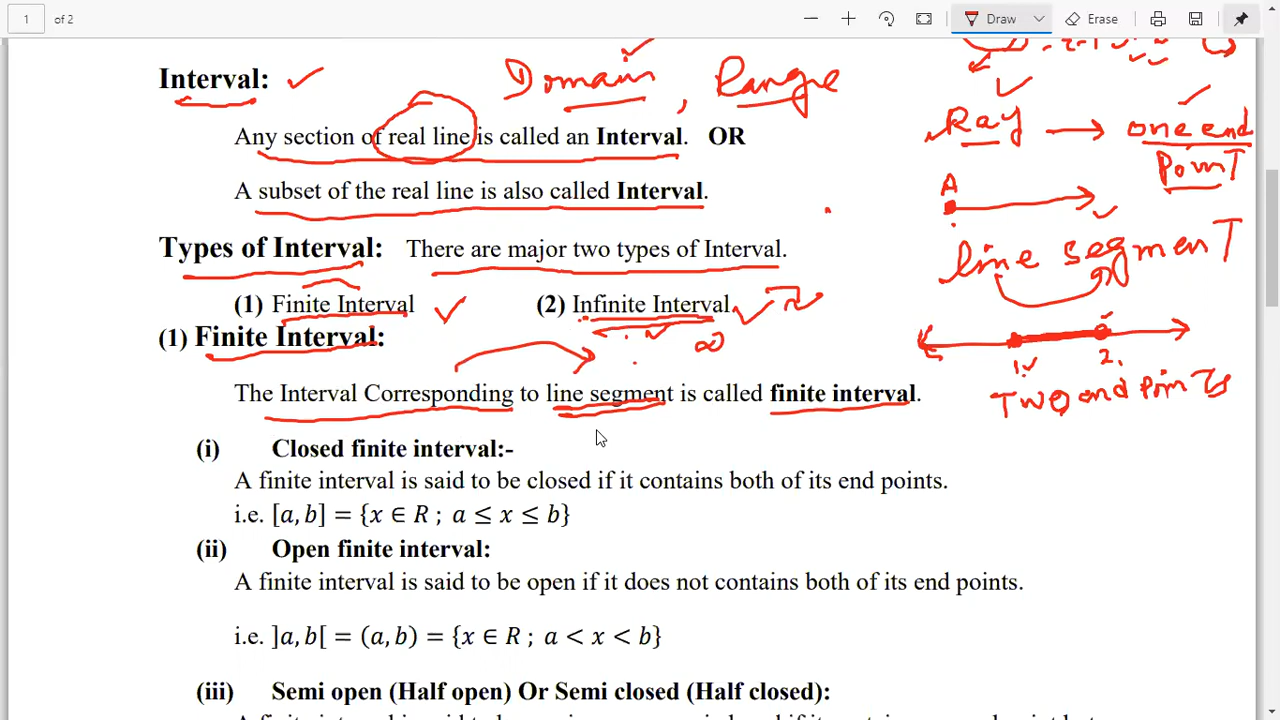 1 of 2 Draw Erase
Interval: Domain, Range
Any section of real line is called an Interval. OR
Ray → one end
Point
A subset of the real line is also called Interval.
A
line segment
Types of Interval: There are major two types of Interval.
(1) Finite Interval (2) Infinite Interval.
∞
1 2
(1) Finite Interval:
The Interval Corresponding to line segment is called finite interval.
Two end Points
(i) Closed finite interval:-
A finite interval is said to be closed if it contains both of its end points.
i.e. [a, b] = {x ∈ R ; a ≤ x ≤ b}
(ii) Open finite interval:
A finite interval is said to be open if it does not contains both of its end points.
i.e. ]a, b[ = (a, b) = {x ∈ R ; a < x < b}
(iii) Semi open (Half open) Or Semi closed (Half closed):